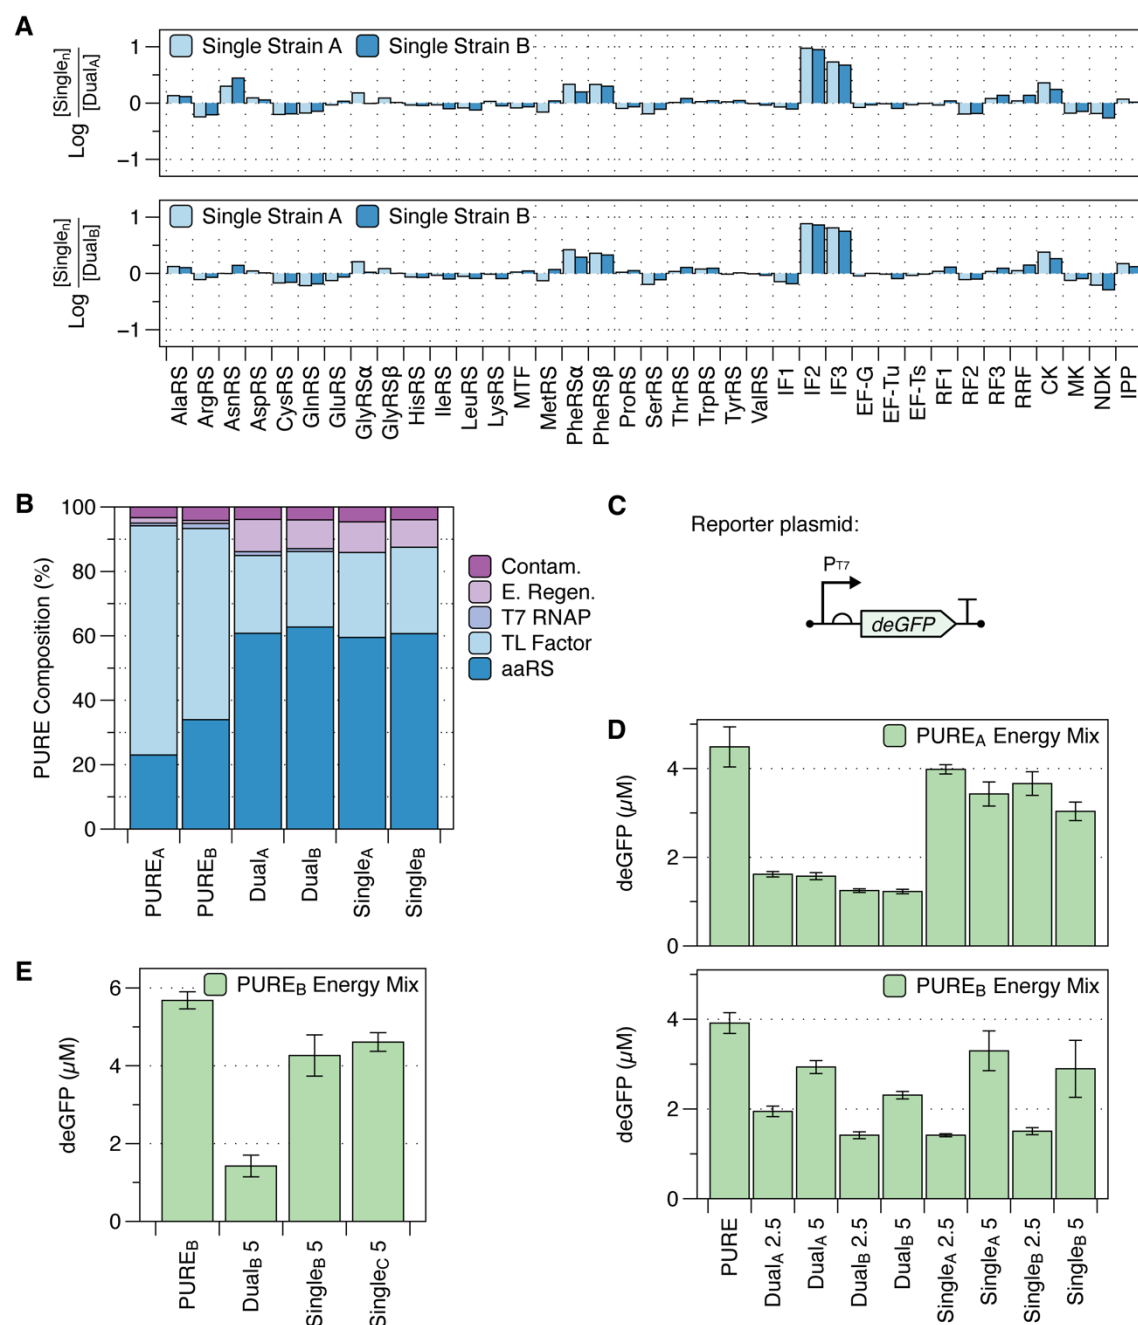 A
Single Strain A
Single Strain B
Log [Singlen] / [DualA]
1
0
−1
Single Strain A
Single Strain B
Log [Singlen] / [DualB]
1
0
−1
AlaRS
ArgRS
AsnRS
AspRS
CysRS
GlnRS
GluRS
GlyRSα
GlyRSβ
HisRS
IleRS
LeuRS
LysRS
MTF
MetRS
PheRSα
PheRSβ
ProRS
SerRS
ThrRS
TrpRS
TyrRS
ValRS
IF1
IF2
IF3
EF-G
EF-Tu
EF-Ts
RF1
RF2
RF3
RRF
CK
MK
NDK
IPP
B
PURE Composition (%)
100
80
60
40
20
0
PUREA
PUREB
DualA
DualB
SingleA
SingleB
Contam.
E. Regen.
T7 RNAP
TL Factor
aaRS
C
Reporter plasmid:
PT7
deGFP
D
PUREA Energy Mix
deGFP (µM)
4
2
0
PUREB Energy Mix
deGFP (µM)
4
2
0
PURE
DualA 2.5
DualA 5
DualB 2.5
DualB 5
SingleA 2.5
SingleA 5
SingleB 2.5
SingleB 5
E
PUREB Energy Mix
deGFP (µM)
6
4
2
0
PUREB
DualB 5
SingleB 5
SingleC 5